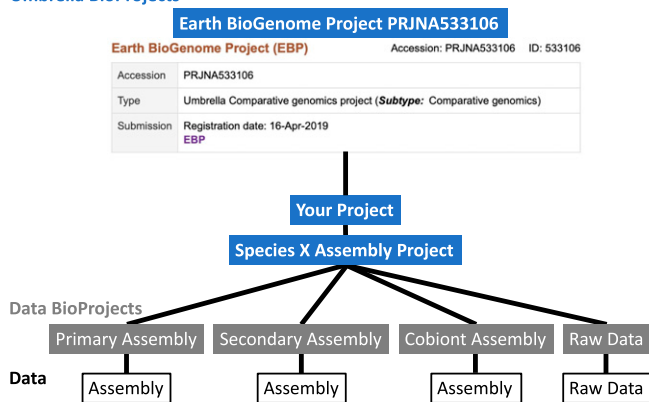 Umbrella BioProjects
Earth BioGenome Project PRJNA533106
Earth BioGenome Project (EBP) Accession: PRJNA533106 ID: 533106
Accession PRJNA533106
Type Umbrella Comparative genomics project (Subtype: Comparative genomics)
Submission Registration date: 16-Apr-2019
EBP
Your Project
Species X Assembly Project
Data BioProjects
Primary Assembly Secondary Assembly Cobiont Assembly Raw Data
Data
Assembly Assembly Assembly Raw Data